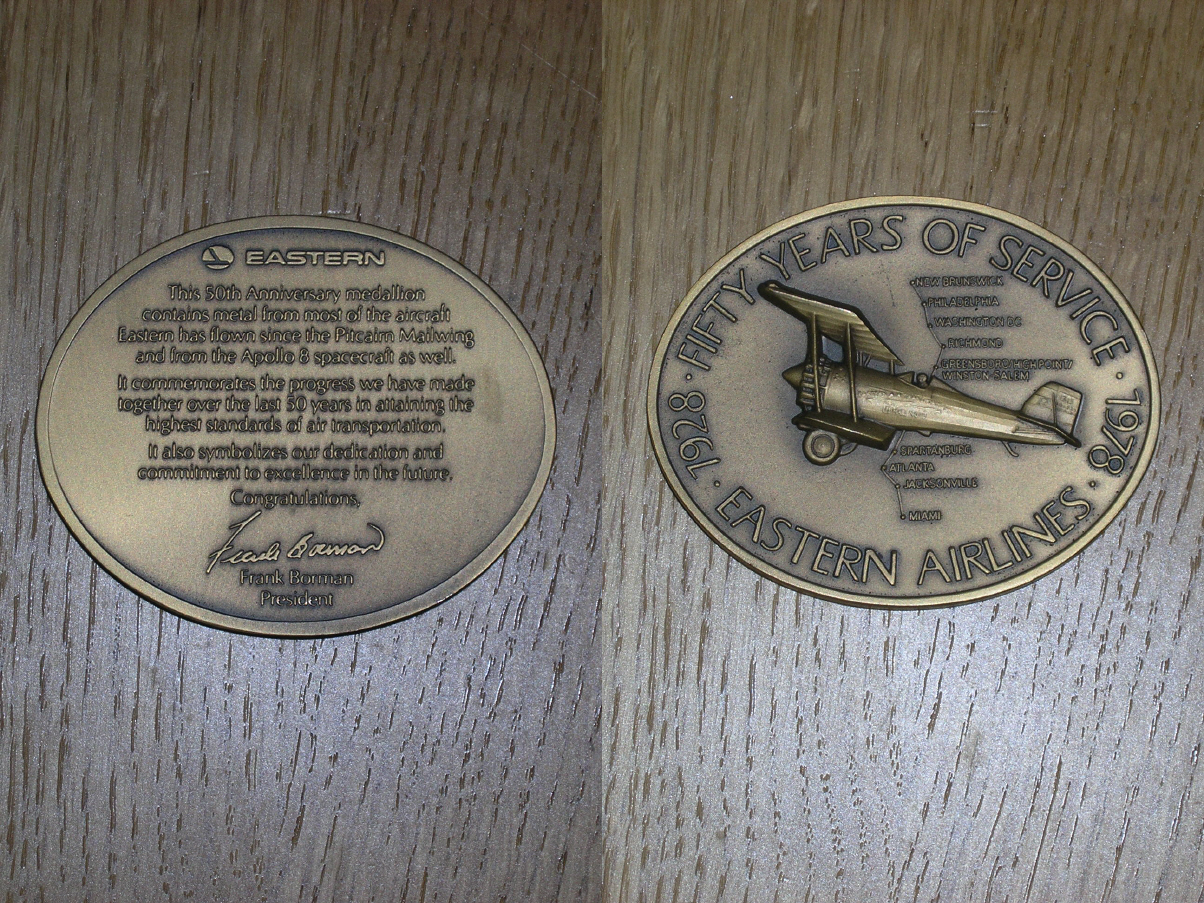 EASTERN
This 50th Anniversary medallion
contains metal from most of the aircraft
Eastern has flown since the Pitcairn Mailwing
and from the Apollo 8 spacecraft as well.
It commemorates the progress we have made
together over the last 50 years in attaining the
highest standards of air transportation.
It also symbolizes our dedication and
commitment to excellence in the future.
Congratulations,
Frank Borman
Frank Borman
President
FIFTY YEARS OF SERVICE
1928
1978
EASTERN AIRLINES
NEW BRUNSWICK
PHILADELPHIA
WASHINGTON DC
RICHMOND
GREENSBORO/HIGH POINT/
WINSTON-SALEM
SPARTANBURG
ATLANTA
JACKSONVILLE
MIAMI